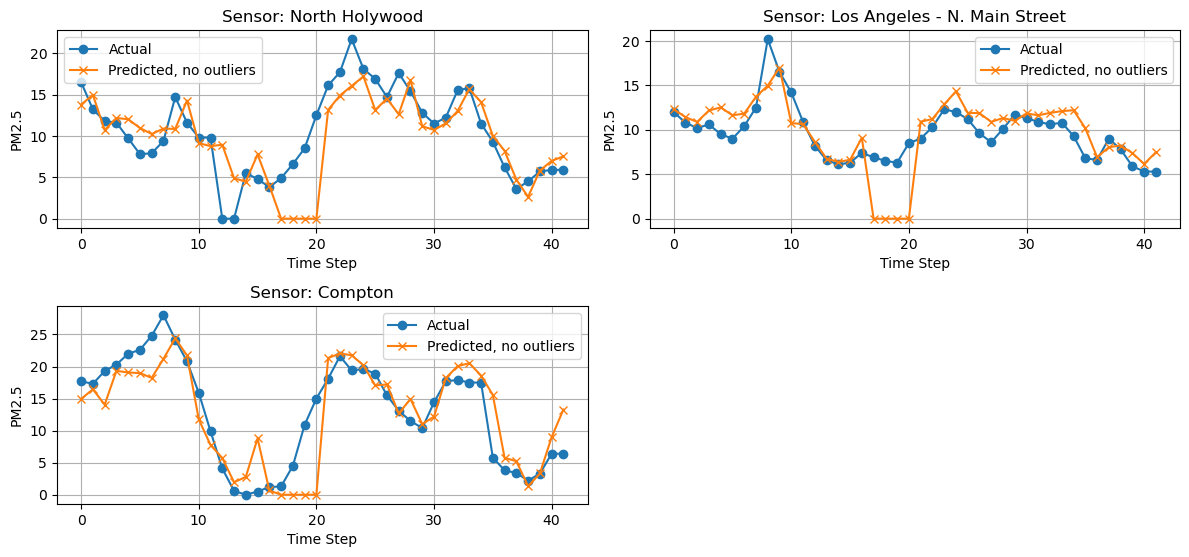 Sensor: North Holywood
Actual
Predicted, no outliers
PM2.5
20
15
10
5
0
0
10
20
30
40
Time Step
Sensor: Los Angeles - N. Main Street
Actual
Predicted, no outliers
PM2.5
20
15
10
5
0
0
10
20
30
40
Time Step
Sensor: Compton
Actual
Predicted, no outliers
PM2.5
25
20
15
10
5
0
0
10
20
30
40
Time Step